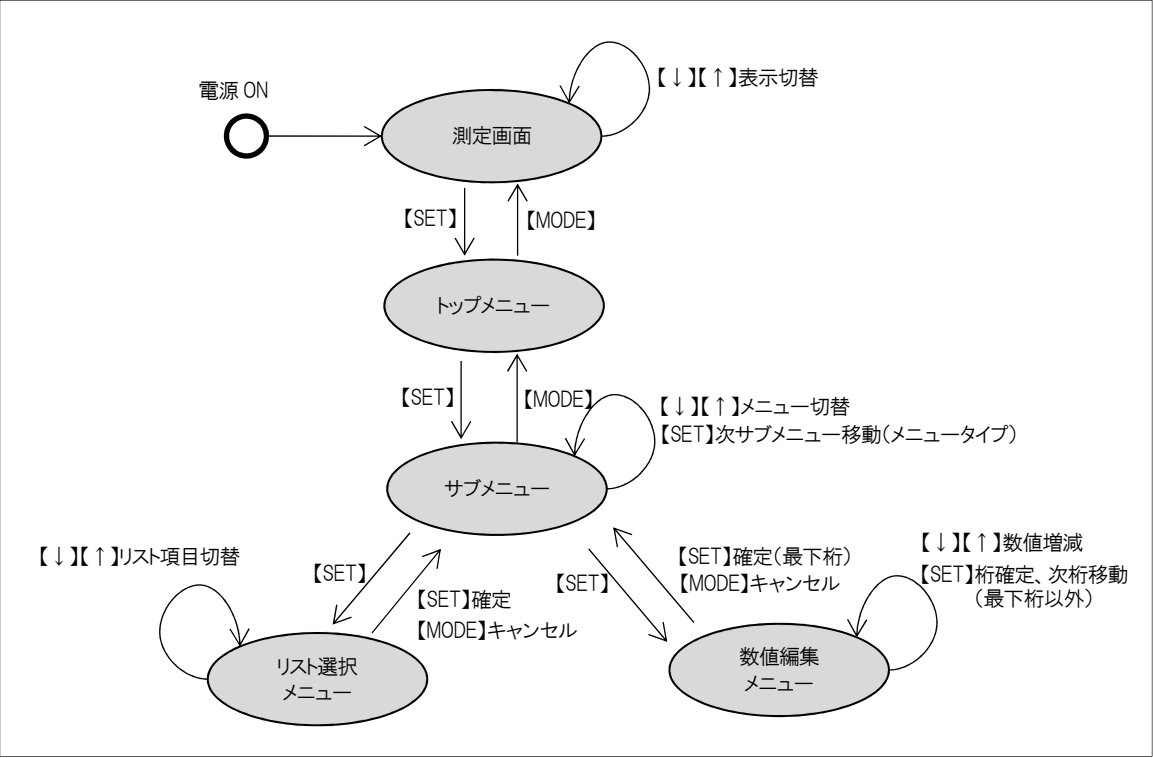 電源 ON
【↓】【↑】表示切替
測定画面
【SET】
【MODE】
トップメニュー
【SET】
【MODE】
【↓】【↑】メニュー切替
【SET】次サブメニュー移動(メニュータイプ)
サブメニュー
【↓】【↑】リスト項目切替
【SET】
【SET】確定
【MODE】キャンセル
【SET】
【SET】確定(最下桁)
【MODE】キャンセル
【↓】【↑】数値増減
【SET】桁確定、次桁移動
(最下桁以外)
リスト選択
メニュー
数値編集
メニュー